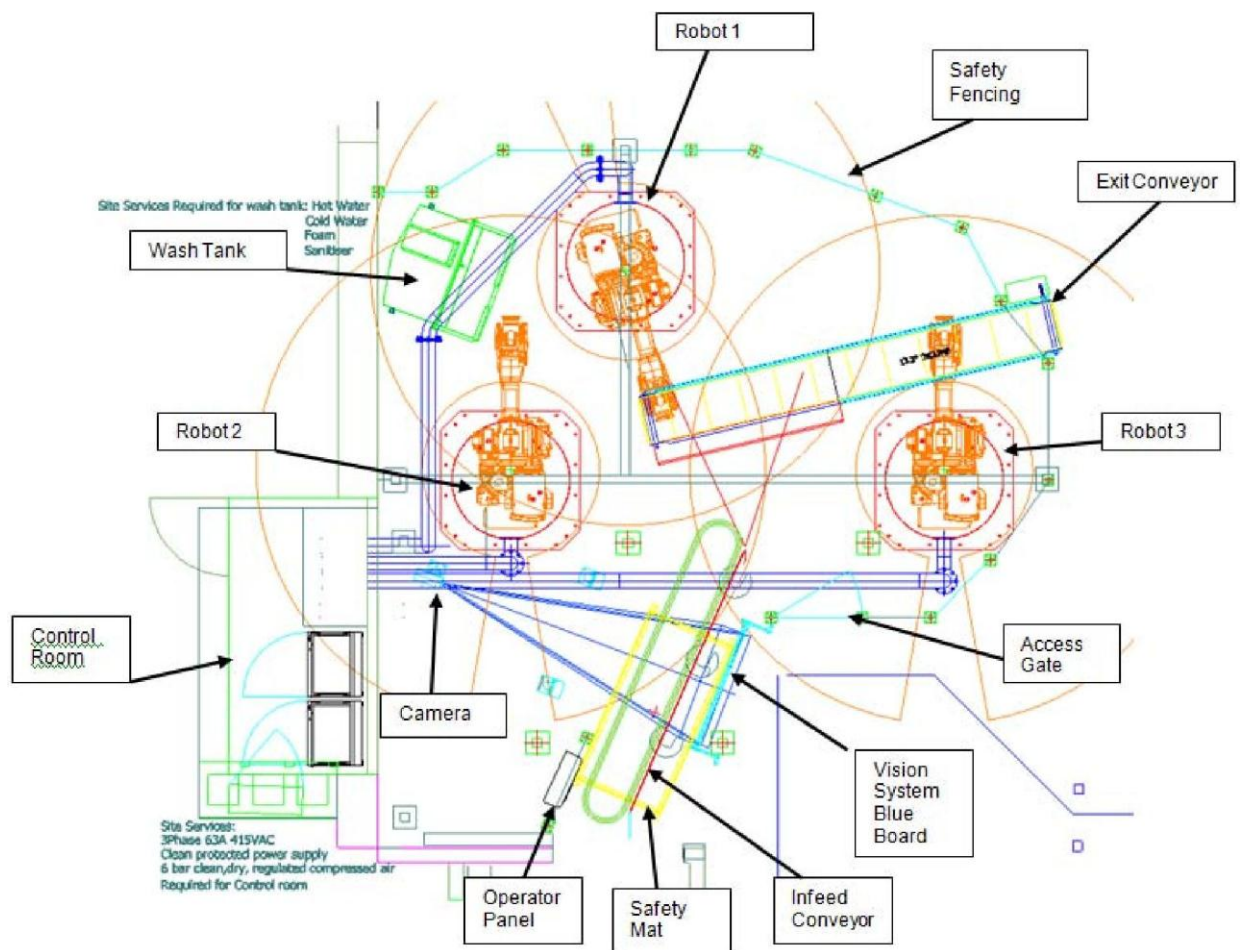 Robot 1
Safety
Fencing
Exit Conveyor
Site Services Required for wash tank: Hot Water
Cold Water
Foam
Sanitiser
Wash Tank
Robot 2
Robot 3
Control
Room
Access
Gate
Camera
Vision
System
Blue
Board
Site Services:
3Phase 63A 415VAC
Clean protected power supply
6 bar clean,dry, regulated compressed air
Required for Control room
Operator
Panel
Safety
Mat
Infeed
Conveyor